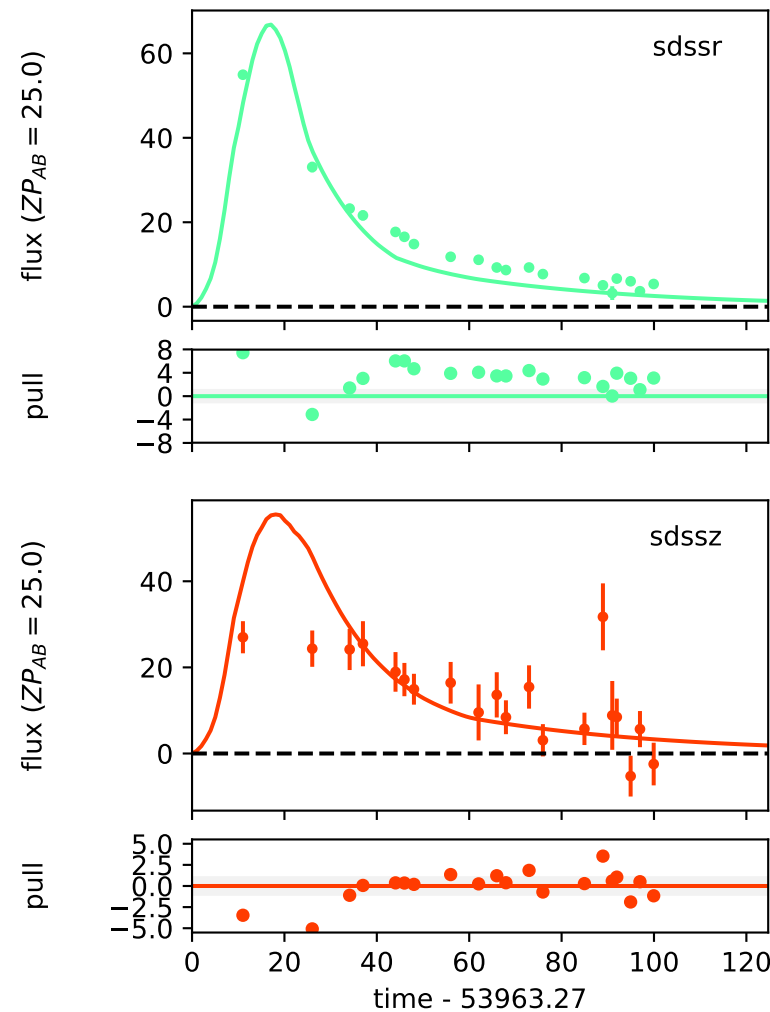 sdssr
flux (ZP_AB = 25.0)
60
40
20
0
pull
8
4
0
−4
−8
sdssz
flux (ZP_AB = 25.0)
40
20
0
pull
5.0
2.5
0.0
−2.5
−5.0
0 20 40 60 80 100 120
time - 53963.27